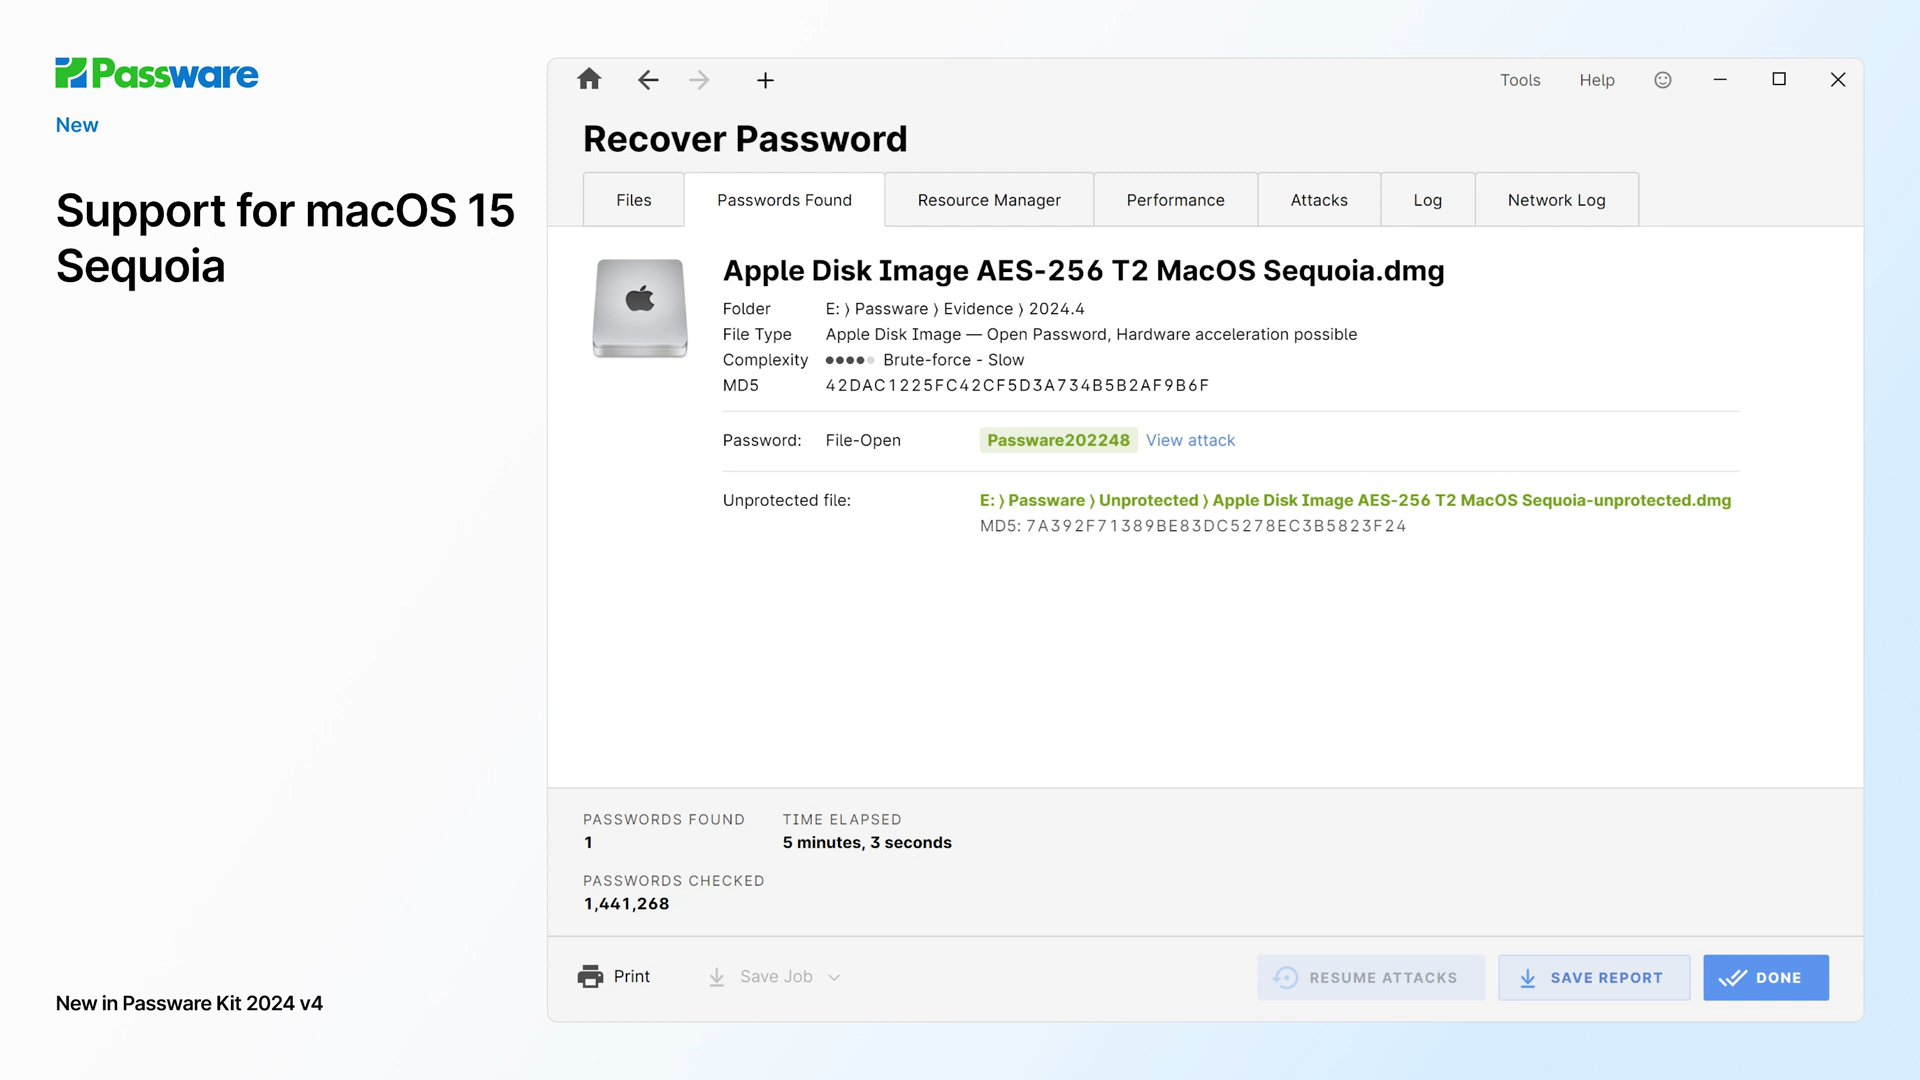 Passware
New
Support for macOS 15
Sequoia
New in Passware Kit 2024 v4
Tools Help
Recover Password
Files Passwords Found Resource Manager Performance Attacks Log Network Log
Apple Disk Image AES-256 T2 MacOS Sequoia.dmg
Folder E: ⟩ Passware ⟩ Evidence ⟩ 2024.4
File Type Apple Disk Image — Open Password, Hardware acceleration possible
Complexity Brute-force - Slow
MD5 42DAC1225FC42CF5D3A734B5B2AF9B6F
Password: File-Open Passware202248 View attack
Unprotected file: E: ⟩ Passware ⟩ Unprotected ⟩ Apple Disk Image AES-256 T2 MacOS Sequoia-unprotected.dmg
MD5: 7A392F71389BE83DC5278EC3B5823F24
PASSWORDS FOUND TIME ELAPSED
1 5 minutes, 3 seconds
PASSWORDS CHECKED
1,441,268
Print Save Job RESUME ATTACKS SAVE REPORT DONE